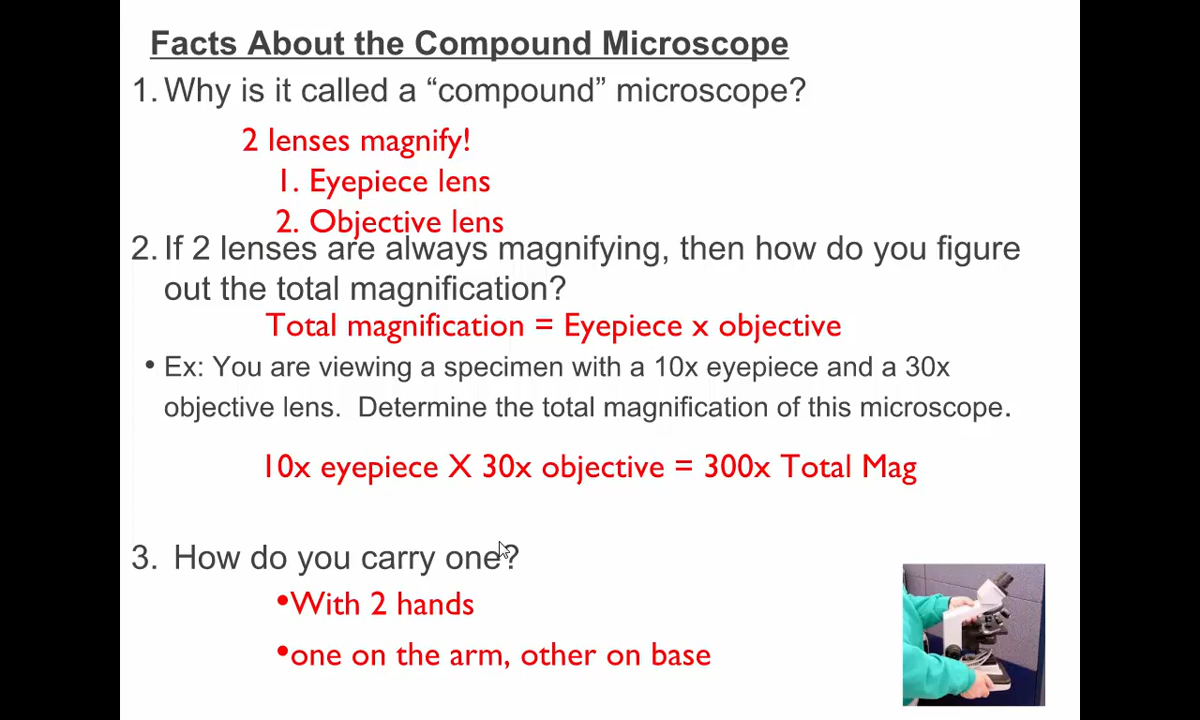 Facts About the Compound Microscope
1. Why is it called a “compound” microscope?
2 lenses magnify!
1. Eyepiece lens
2. Objective lens
2. If 2 lenses are always magnifying, then how do you figure
out the total magnification?
Total magnification = Eyepiece x objective
• Ex: You are viewing a specimen with a 10x eyepiece and a 30x
objective lens. Determine the total magnification of this microscope.
10x eyepiece X 30x objective = 300x Total Mag
3. How do you carry one?
•With 2 hands
•one on the arm, other on base